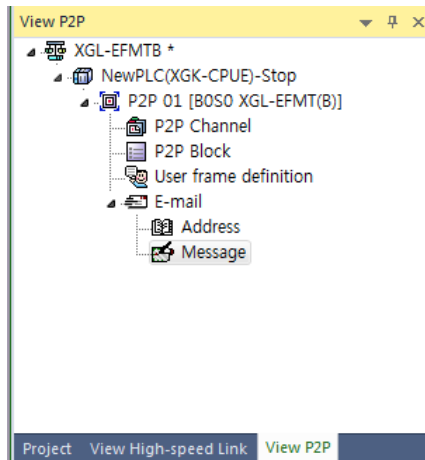 View P2P
XGL-EFMTB *
NewPLC(XGK-CPUE)-Stop
P2P 01 [B0S0 XGL-EFMT(B)]
P2P Channel
P2P Block
User frame definition
E-mail
Address
Message
Project View High-speed Link View P2P